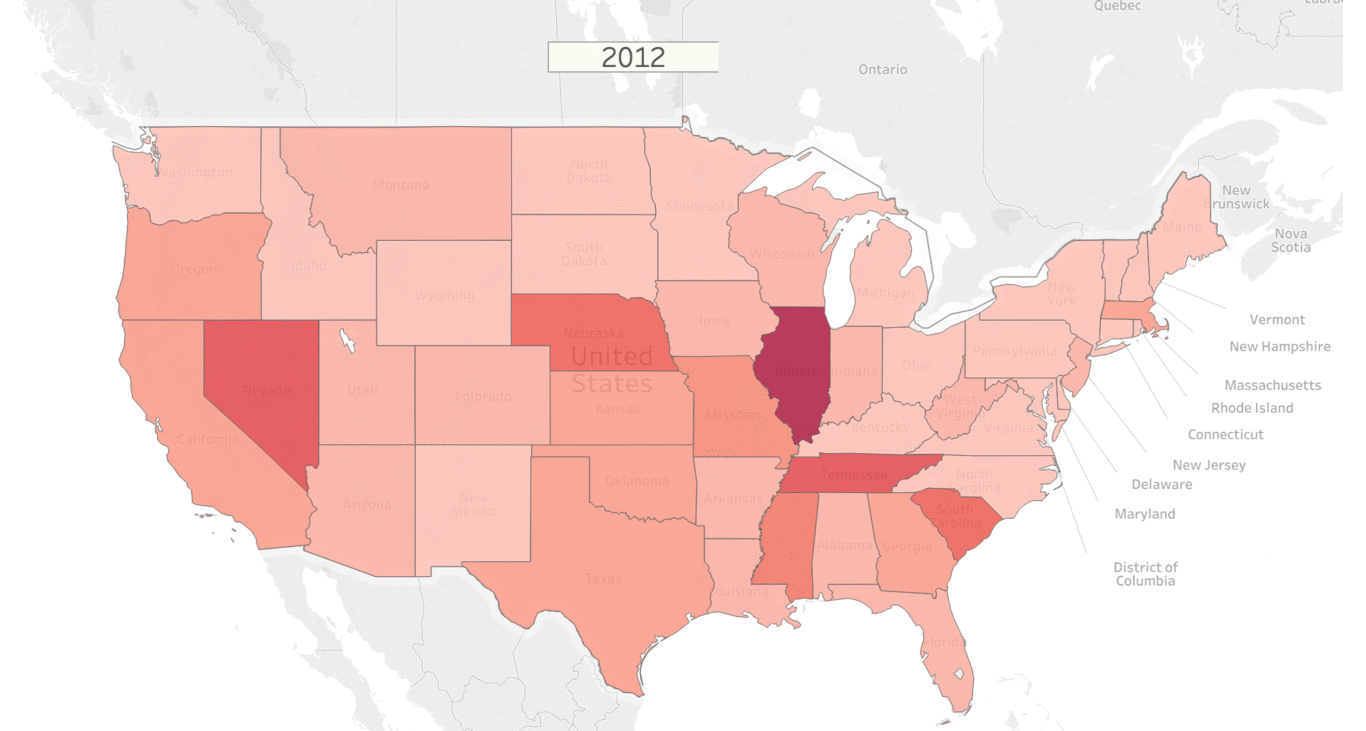 Quebec
Labra
2012
Ontario
Washington
Montana
North
Dakota
Minnesota
Maine
New
Brunswick
Nova
Scotia
Oregon
Idaho
South
Dakota
Wisconsin
Michigan
New
York
Wyoming
Iowa
Vermont
New Hampshire
Nebraska
United
States
Pennsylvania
Ohio
Indiana
Illinois
Nevada
Utah
Colorado
Massachusetts
Rhode Island
Kansas
Missouri
West
Virginia
Connecticut
California
Kentucky
Virginia
New Jersey
Tennessee
North
Carolina
Delaware
Oklahoma
Arkansas
Arizona
New
Mexico
South
Carolina
Maryland
Alabama
Georgia
Texas
Louisiana
District of
Columbia
Florida